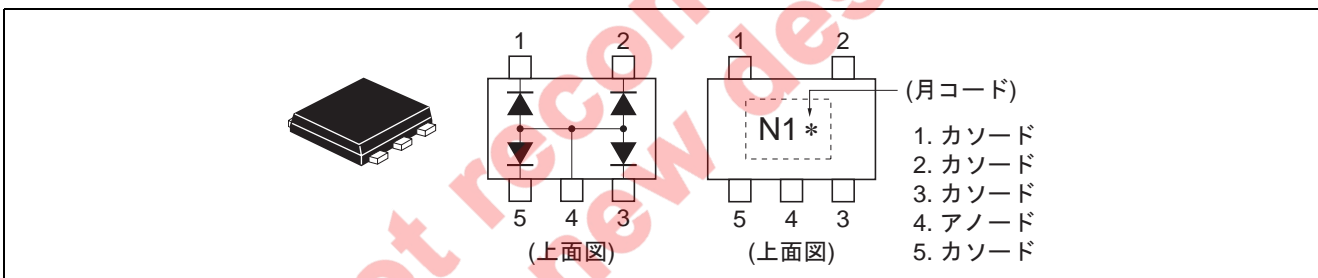 1 2
5 4 3
(上面図)
1 2
N1 *
5 4 3
(上面図)
(月コード)
1. カソード
2. カソード
3. カソード
4. アノード
5. カソード